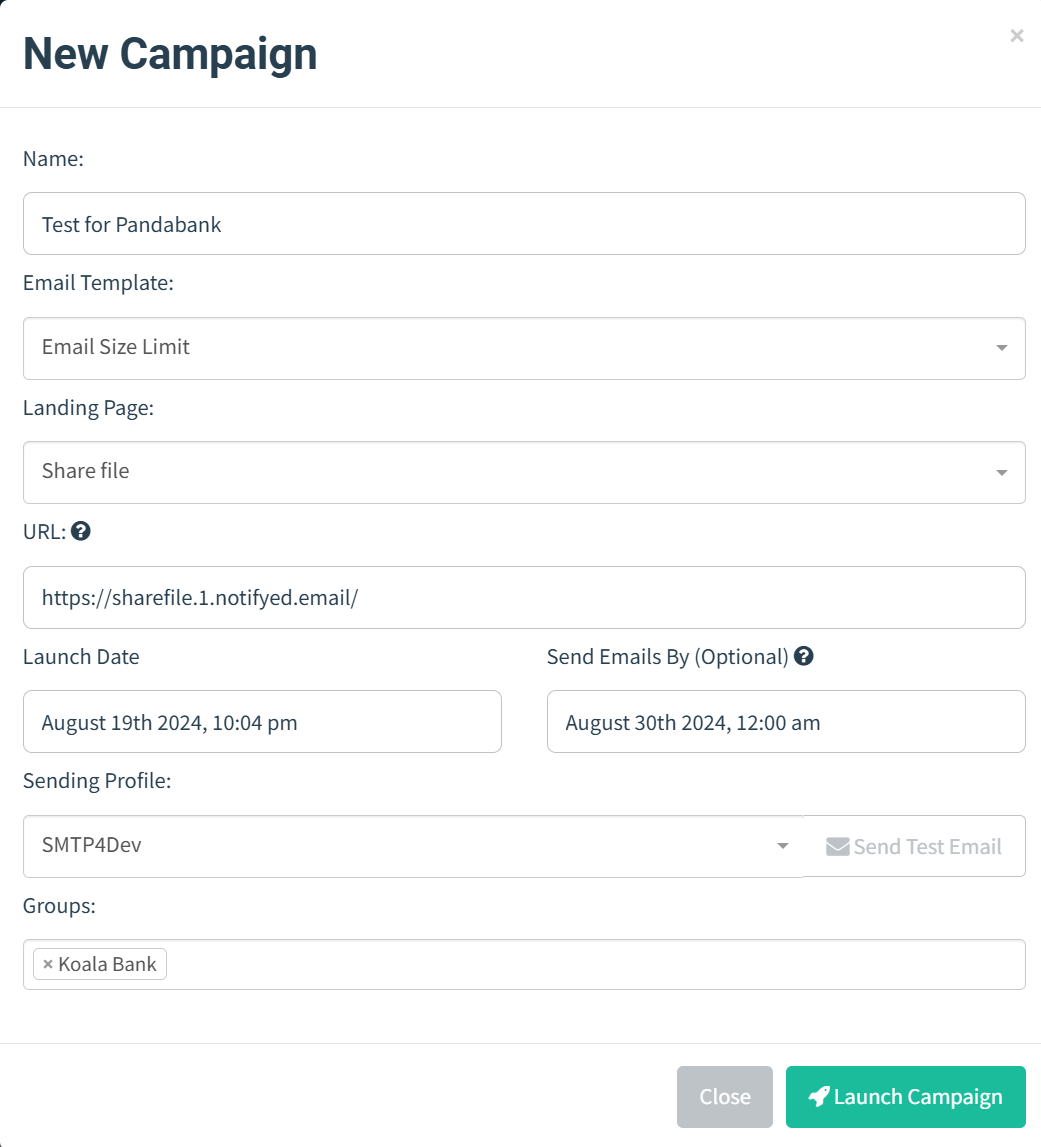 New Campaign
×
Name:
Test for Pandabank
Email Template:
Email Size Limit
Landing Page:
Share file
URL: ?
https://sharefile.1.notifyed.email/
Launch Date
Send Emails By (Optional) ?
August 19th 2024, 10:04 pm
August 30th 2024, 12:00 am
Sending Profile:
SMTP4Dev
Send Test Email
Groups:
× Koala Bank
Close
Launch Campaign